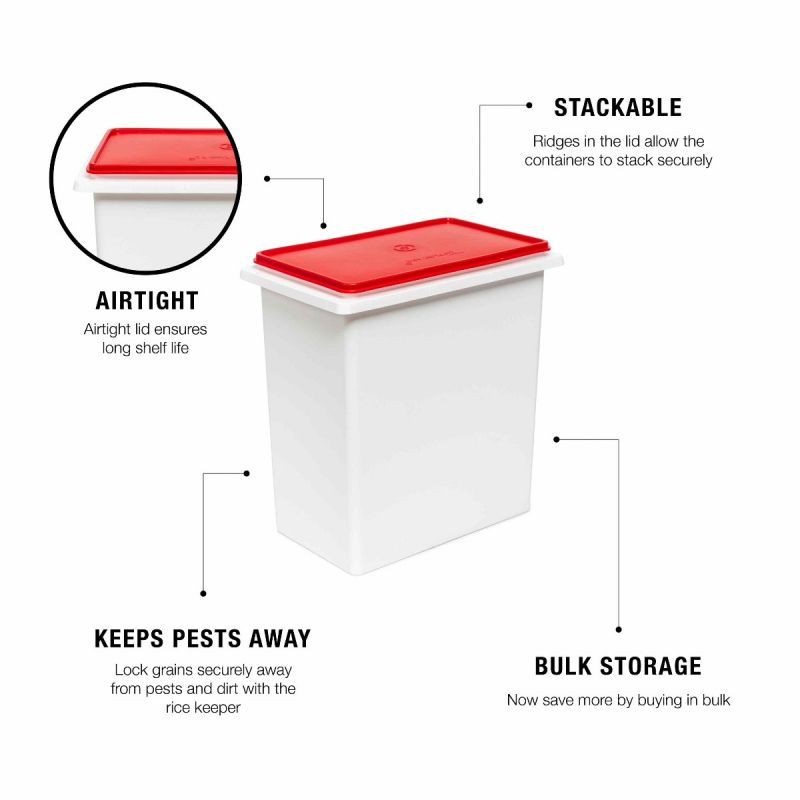 STACKABLE
Ridges in the lid allow the
containers to stack securely
AIRTIGHT
Airtight lid ensures
long shelf life
KEEPS PESTS AWAY
Lock grains securely away
from pests and dirt with the
rice keeper
BULK STORAGE
Now save more by buying in bulk